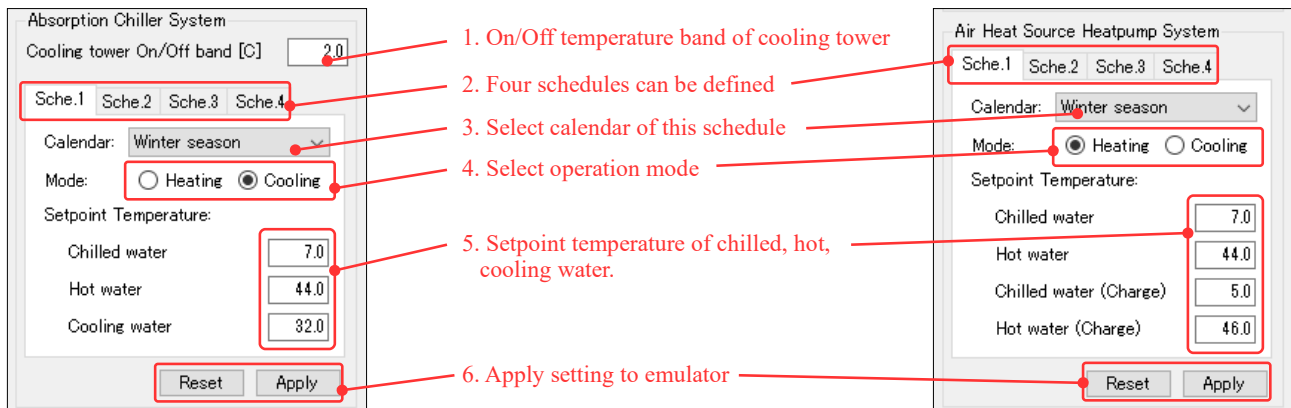 Absorption Chiller System
Cooling tower On/Off band [C] 2.0
Sche.1 Sche.2 Sche.3 Sche.4
Calendar: Winter season
Mode: Heating Cooling
Setpoint Temperature:
Chilled water 7.0
Hot water 44.0
Cooling water 32.0
Reset Apply
1. On/Off temperature band of cooling tower
2. Four schedules can be defined
3. Select calendar of this schedule
4. Select operation mode
5. Setpoint temperature of chilled, hot,
cooling water.
6. Apply setting to emulator
Air Heat Source Heatpump System
Sche.1 Sche.2 Sche.3 Sche.4
Calendar: Winter season
Mode: Heating Cooling
Setpoint Temperature:
Chilled water 7.0
Hot water 44.0
Chilled water (Charge) 5.0
Hot water (Charge) 46.0
Reset Apply